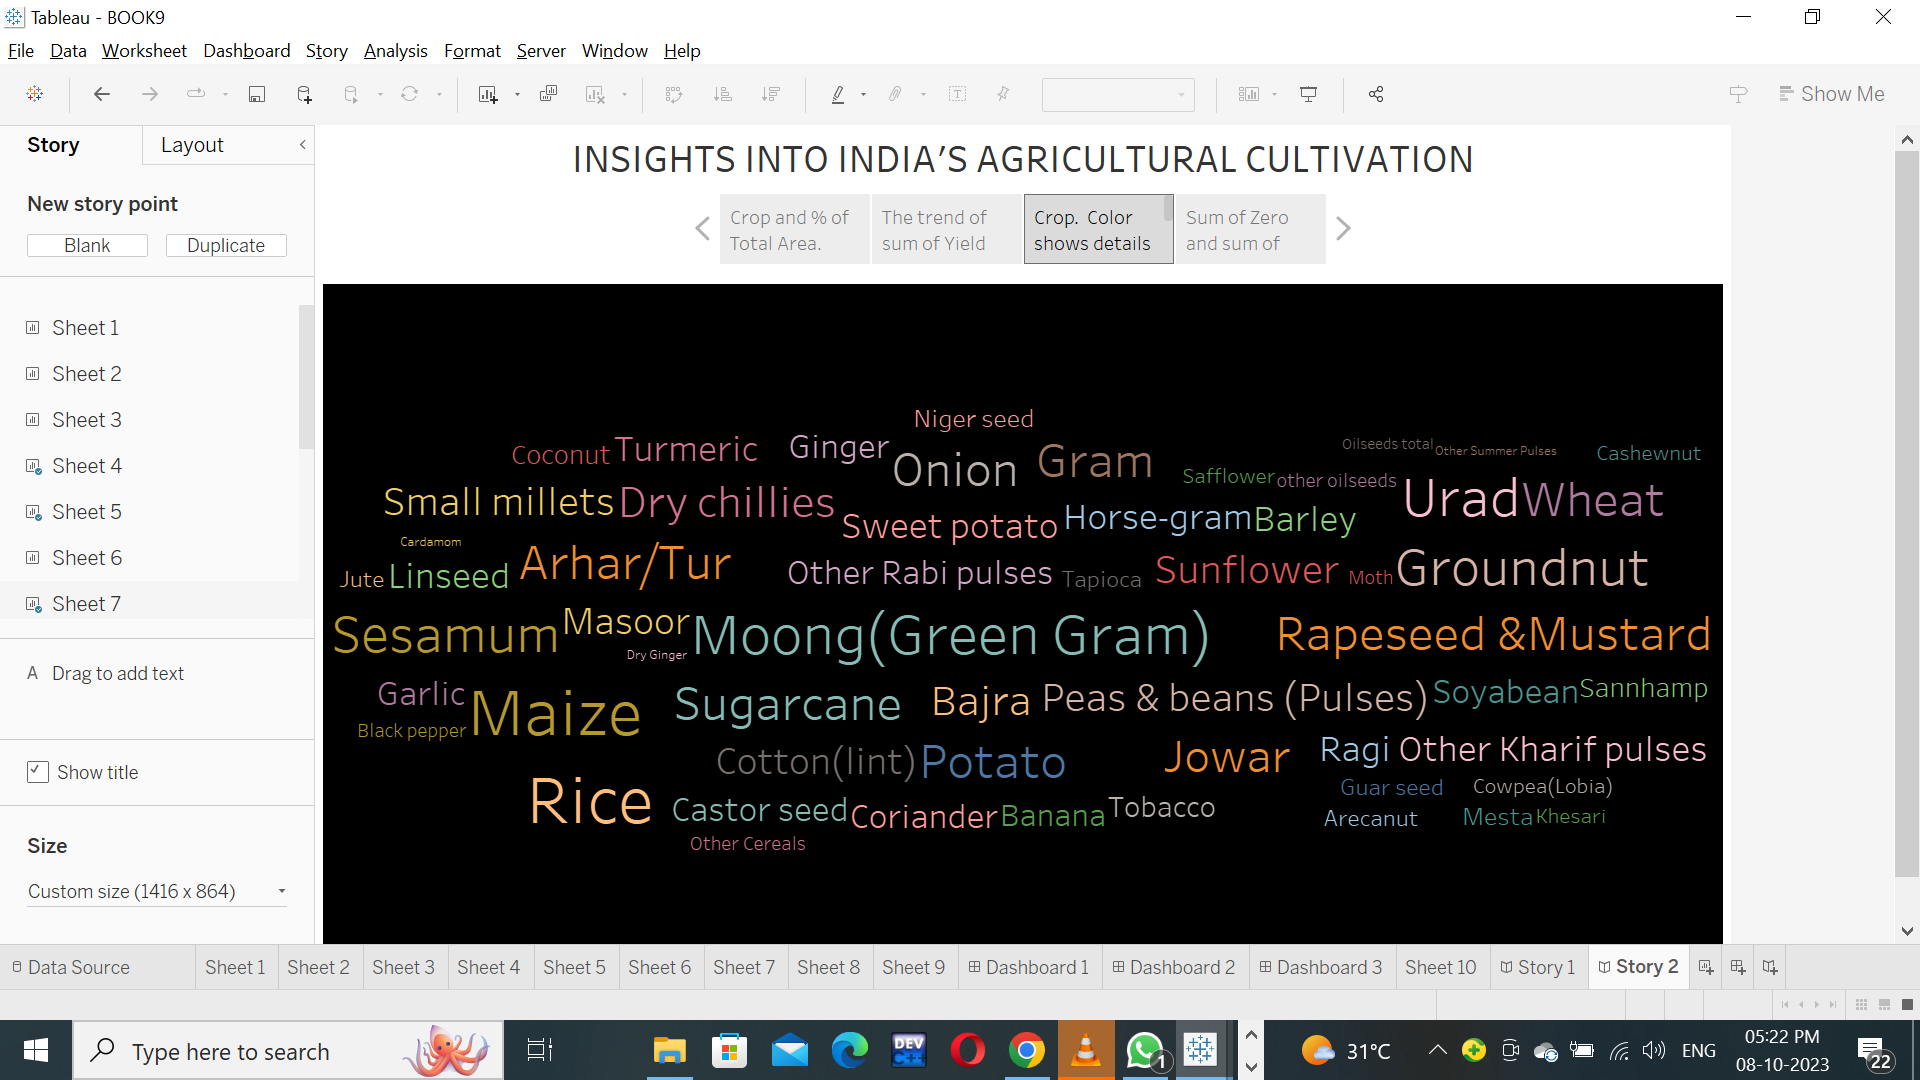 Tableau - BOOK9
File Data Worksheet Dashboard Story Analysis Format Server Window Help
Show Me
Story Layout
New story point
Blank Duplicate
Sheet 1
Sheet 2
Sheet 3
Sheet 4
Sheet 5
Sheet 6
Sheet 7
A Drag to add text
Show title
Size
Custom size (1416 x 864)
INSIGHTS INTO INDIA’S AGRICULTURAL CULTIVATION
Crop and % of
Total Area.
The trend of
sum of Yield
Crop. Color
shows details
Sum of Zero
and sum of
Niger seed
Coconut Turmeric Ginger Onion Gram Oilseeds total Other Summer Pulses Cashewnut
Safflower other oilseeds
Small millets Dry chillies Sweet potato Horse-gram Barley Urad Wheat
Cardamom
Jute Linseed Arhar/Tur Other Rabi pulses Tapioca Sunflower Moth Groundnut
Sesamum Masoor Moong(Green Gram) Rapeseed &Mustard
Dry Ginger
Garlic Maize Sugarcane Bajra Peas & beans (Pulses) Soyabean Sannhamp
Black pepper
Cotton(lint) Potato Jowar Ragi Other Kharif pulses
Guar seed Cowpea(Lobia)
Rice Castor seed Coriander Banana Tobacco Arecanut Mesta Khesari
Other Cereals
Data Source Sheet 1 Sheet 2 Sheet 3 Sheet 4 Sheet 5 Sheet 6 Sheet 7 Sheet 8 Sheet 9 Dashboard 1 Dashboard 2 Dashboard 3 Sheet 10 Story 1 Story 2
Type here to search
DEV
C++
1
31°C
ENG
05:22 PM
08-10-2023
22